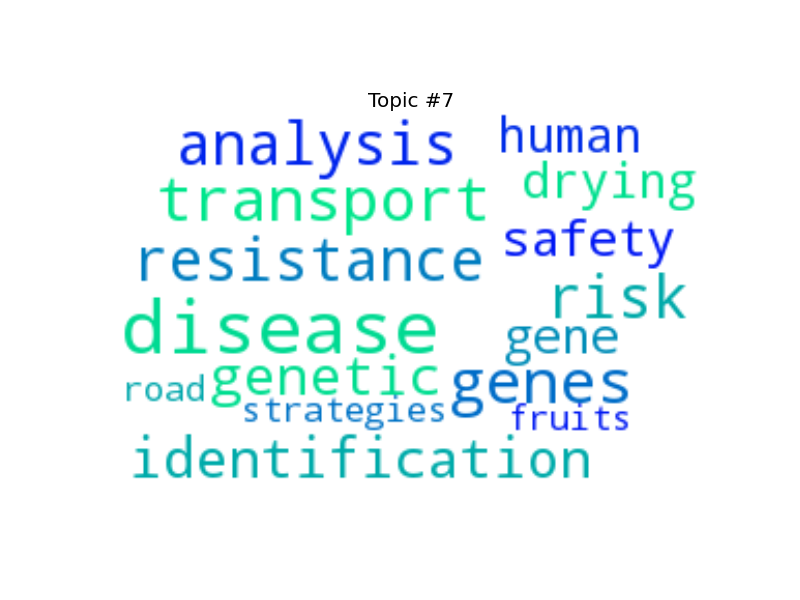 Topic #7
analysis human
transport drying
resistance safety
disease risk
gene
road genetic genes
strategies fruits
identification